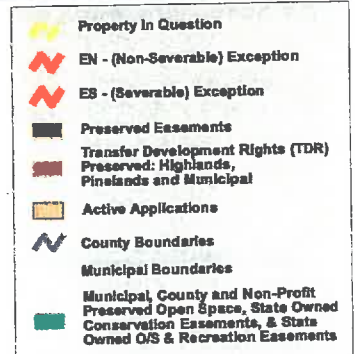 Property In Question
EN - (Non-Severable) Exception
ES - (Severable) Exception
Preserved Easements
Transfer Development Rights (TDR)
Preserved: Highlands,
Pinelands and Municipal
Active Applications
County Boundaries
Municipal Boundaries
Municipal, County and Non-Profit
Preserved Open Space, State Owned
Conservation Easements, & State
Owned O/S & Recreation Easements